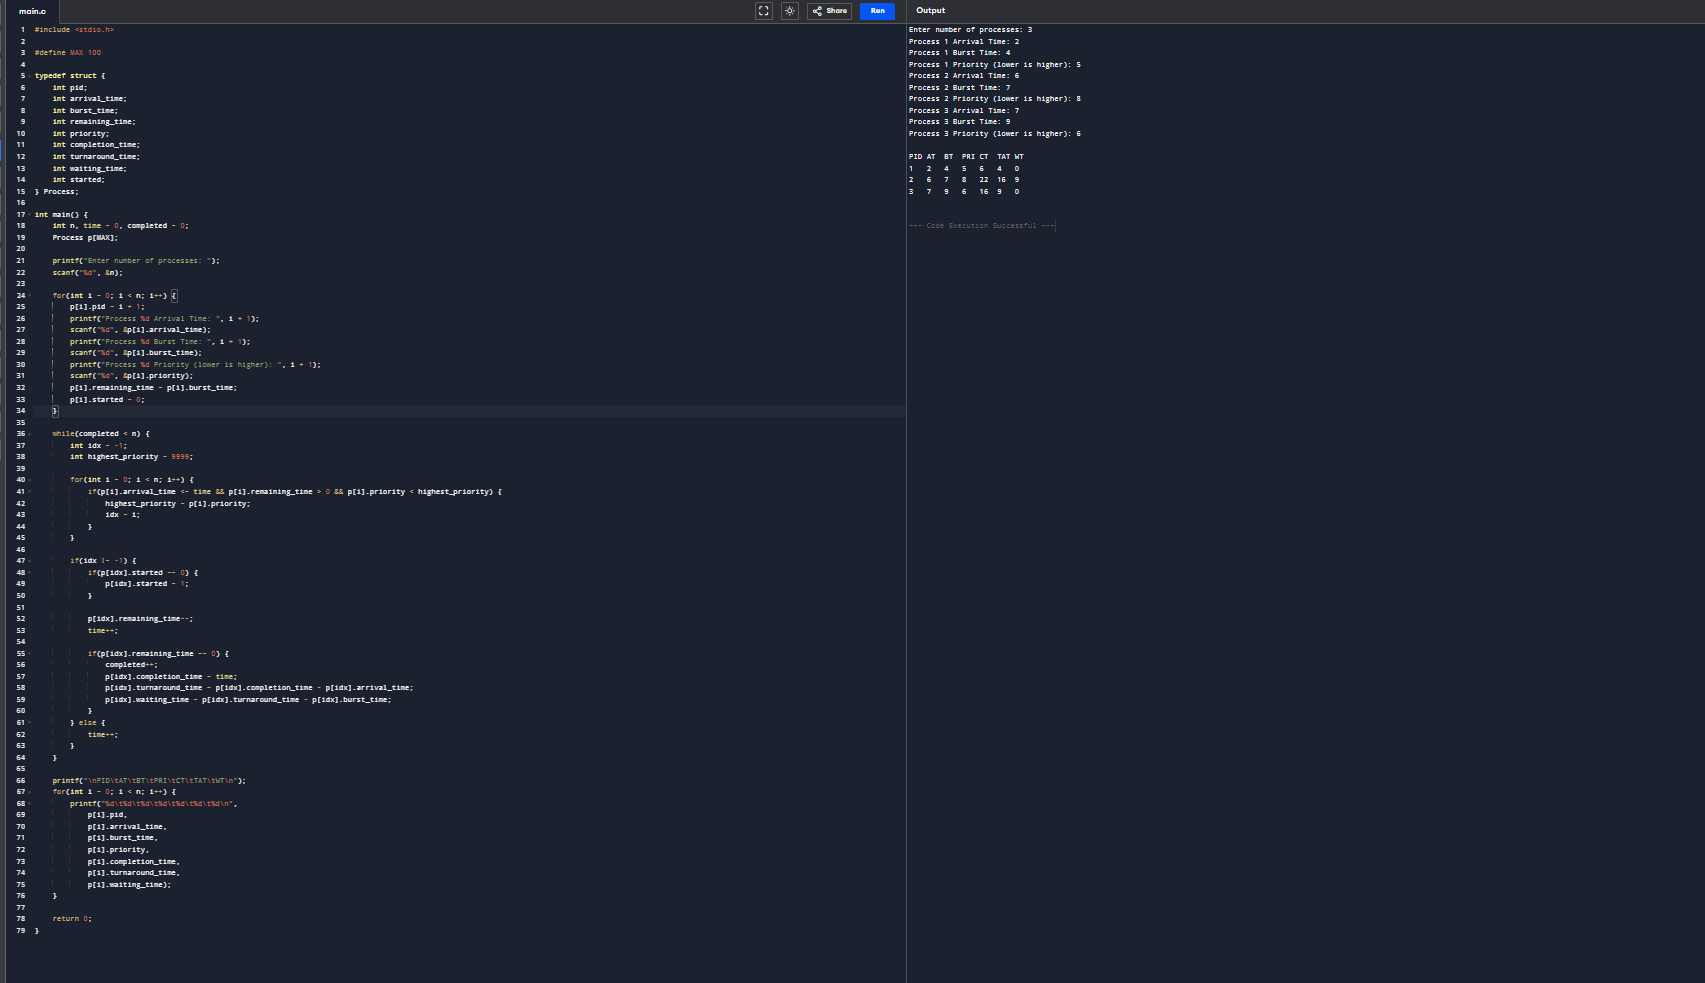 main.c
Share
Run
Output
1 #include <stdio.h>
2
3 #define MAX 100
4
5 typedef struct {
6     int pid;
7     int arrival_time;
8     int burst_time;
9     int remaining_time;
10     int priority;
11     int completion_time;
12     int turnaround_time;
13     int waiting_time;
14     int started;
15 } Process;
16
17 int main() {
18     int n, time = 0, completed = 0;
19     Process p[MAX];
20
21     printf("Enter number of processes: ");
22     scanf("%d", &n);
23
24     for(int i = 0; i < n; i++) {
25         p[i].pid = i + 1;
26         printf("Process %d Arrival Time: ", i + 1);
27         scanf("%d", &p[i].arrival_time);
28         printf("Process %d Burst Time: ", i + 1);
29         scanf("%d", &p[i].burst_time);
30         printf("Process %d Priority (lower is higher): ", i + 1);
31         scanf("%d", &p[i].priority);
32         p[i].remaining_time = p[i].burst_time;
33         p[i].started = 0;
34     }
35
36     while(completed < n) {
37         int idx = -1;
38         int highest_priority = 9999;
39
40         for(int i = 0; i < n; i++) {
41             if(p[i].arrival_time <= time && p[i].remaining_time > 0 && p[i].priority < highest_priority) {
42                 highest_priority = p[i].priority;
43                 idx = i;
44             }
45         }
46
47         if(idx != -1) {
48             if(p[idx].started == 0) {
49                 p[idx].started = 1;
50             }
51
52             p[idx].remaining_time--;
53             time++;
54
55             if(p[idx].remaining_time == 0) {
56                 completed++;
57                 p[idx].completion_time = time;
58                 p[idx].turnaround_time = p[idx].completion_time - p[idx].arrival_time;
59                 p[idx].waiting_time = p[idx].turnaround_time - p[idx].burst_time;
60             }
61         } else {
62             time++;
63         }
64     }
65
66     printf("\nPID\tAT\tBT\tPRI\tCT\tTAT\tWT\n");
67     for(int i = 0; i < n; i++) {
68         printf("%d\t%d\t%d\t%d\t%d\t%d\t%d\n",
69             p[i].pid,
70             p[i].arrival_time,
71             p[i].burst_time,
72             p[i].priority,
73             p[i].completion_time,
74             p[i].turnaround_time,
75             p[i].waiting_time);
76     }
77
78     return 0;
79 }
Enter number of processes: 3
Process 1 Arrival Time: 2
Process 1 Burst Time: 4
Process 1 Priority (lower is higher): 5
Process 2 Arrival Time: 6
Process 2 Burst Time: 7
Process 2 Priority (lower is higher): 8
Process 3 Arrival Time: 7
Process 3 Burst Time: 9
Process 3 Priority (lower is higher): 6
PID AT  BT  PRI CT  TAT WT
1   2   4   5   6   4   0
2   6   7   8   22  16  9
3   7   9   6   16  9   0
=== Code Execution Successful ===